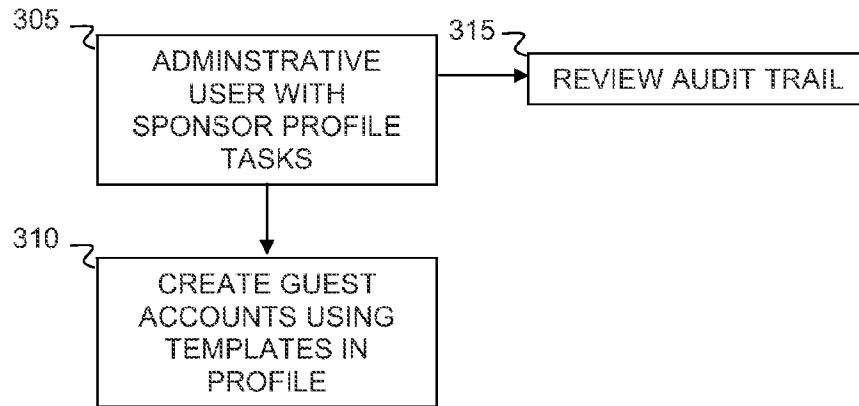 305
ADMINSTRATIVE
USER WITH
SPONSOR PROFILE
TASKS
315
REVIEW AUDIT TRAIL
310
CREATE GUEST
ACCOUNTS USING
TEMPLATES IN
PROFILE